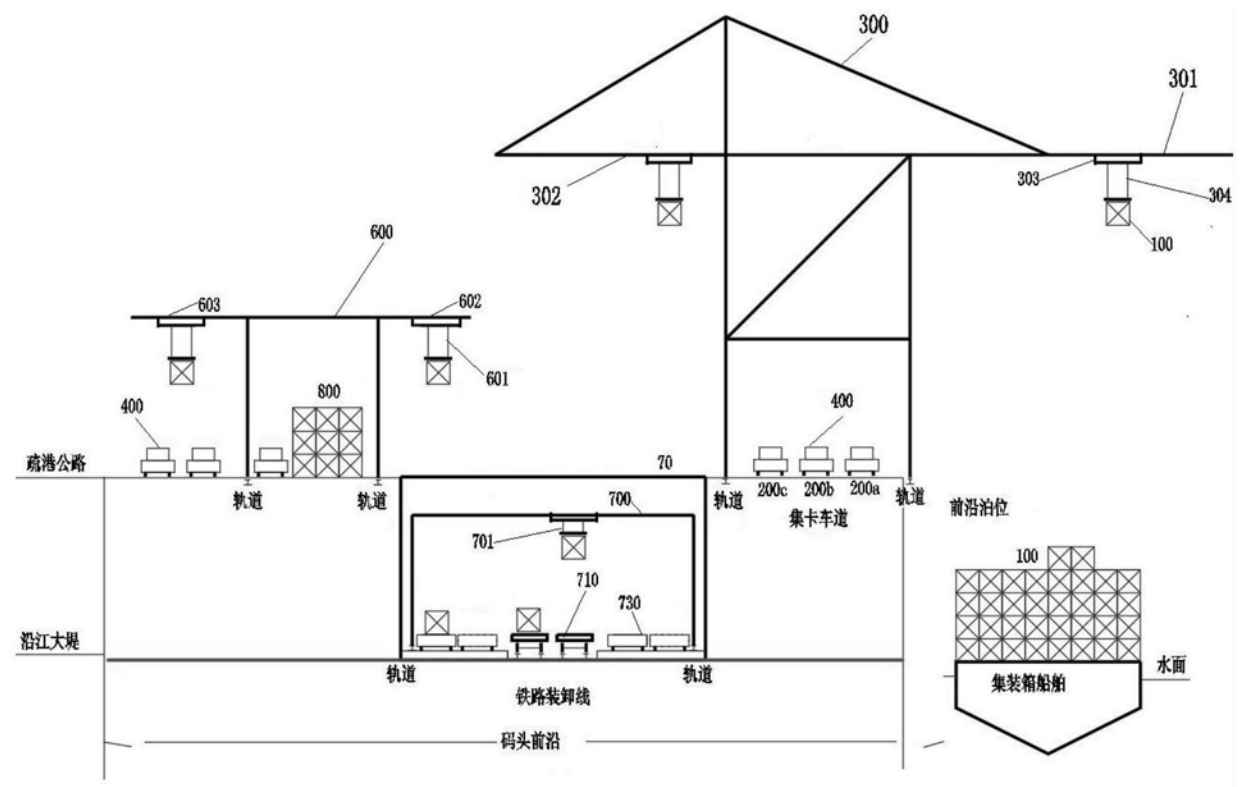 300
301
303
302
304
100
600
603
602
601
800
400
400
疏港公路
70
200c
200b
200a
轨道
轨道
轨道
轨道
700
集卡车道
前沿泊位
701
710
100
730
沿江大堤
水面
轨道
轨道
集装箱船舶
铁路装卸线
码头前沿